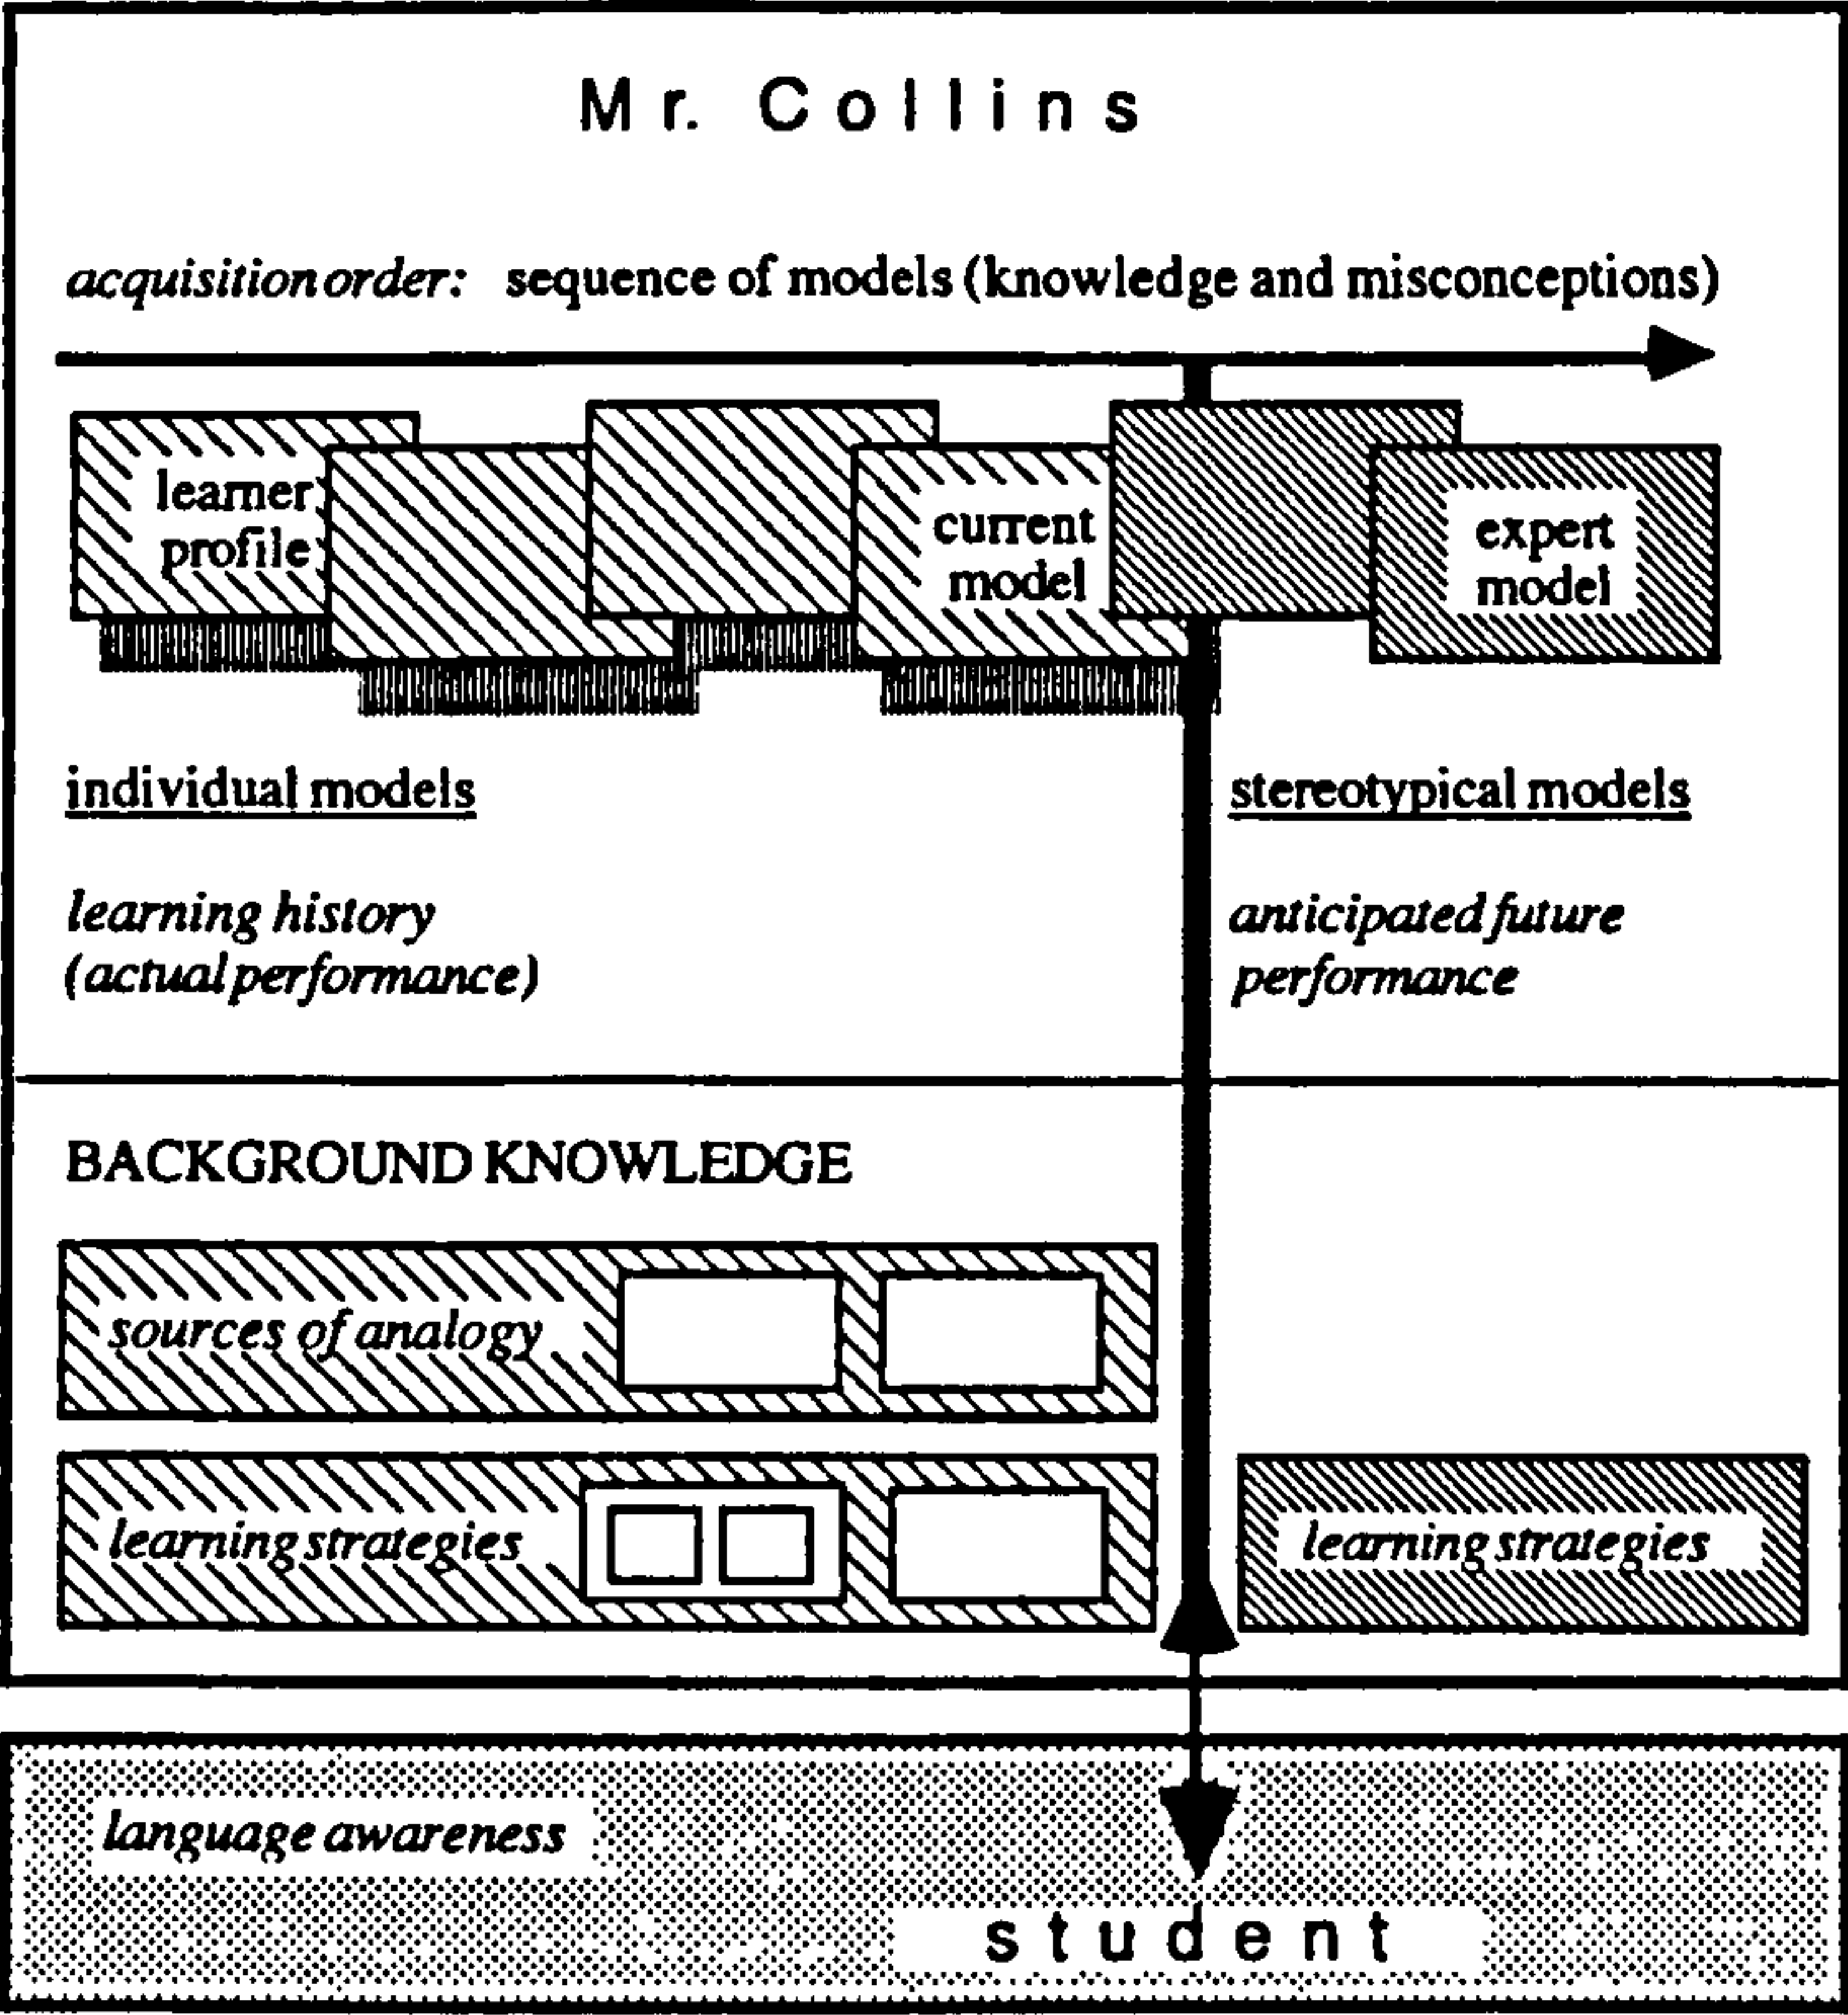 Mr. Collins
acquisition order: sequence of models (knowledge and misconceptions)
learner
profile
current
model
expert
model
individual models
stereotypical models
learning history
(actual performance)
anticipated future
performance
BACKGROUND KNOWLEDGE
sources of analogy
learning strategies
learning strategies
language awareness
student